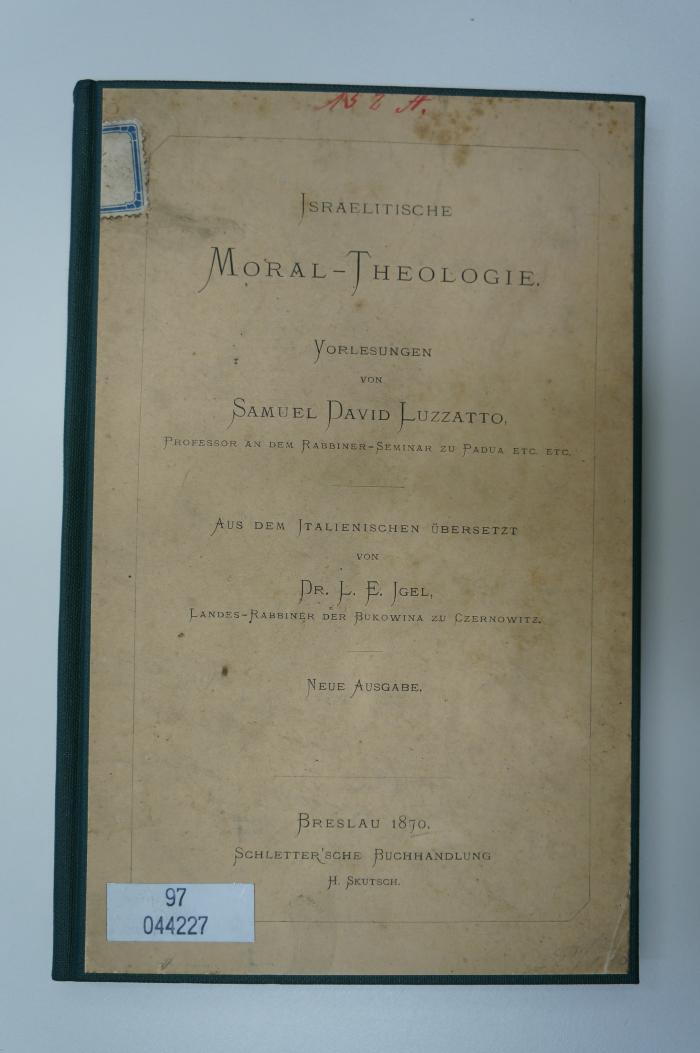 152 A.
Israelitische
Moral-Theologie.
Vorlesungen
von
Samuel David Luzzatto,
Professor an dem Rabbiner-Seminar zu Padua etc. etc.
Aus dem Italienischen übersetzt
von
Dr. L. E. Igel,
Landes-Rabbiner der Bukowina zu Czernowitz.
Neue Ausgabe.
Breslau 1870.
Schletter'sche Buchhandlung
H. Skutsch.
97
044227